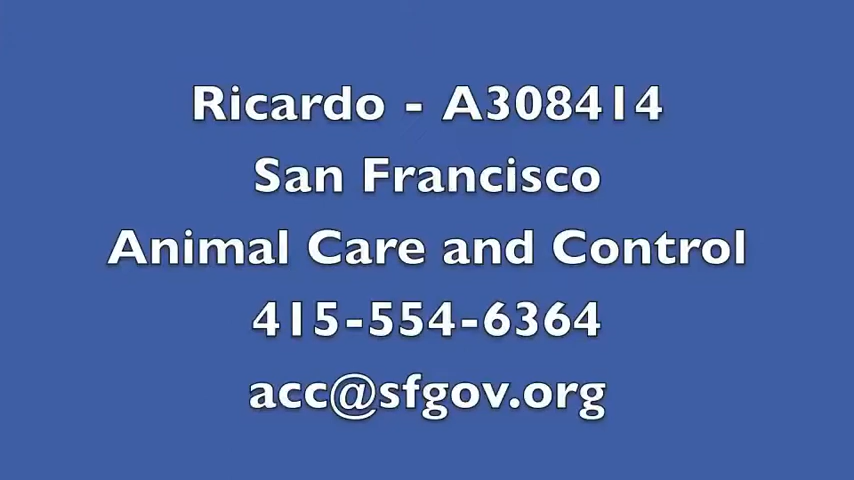 Ricardo - A308414
San Francisco
Animal Care and Control
415-554-6364
acc@sfgov.org